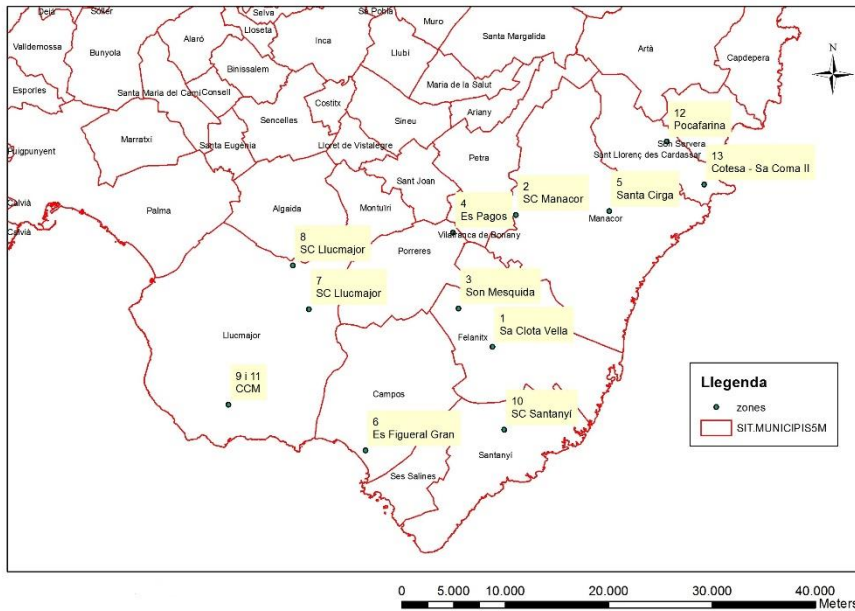 Deià
Sóller
Selva
Sa Pobla
Muro
Santa Margalida
Artà
Capdepera
Valldemossa
Bunyola
Alaró
Lloseta
Inca
Llubí
Maria de la Salut
Esporles
Santa Maria del Camí
Consell
Binissalem
Costitx
Sineu
Ariany
N
12
Pocafarina
Son Servera
Sant Llorenç des Cardassar
Marratxí
Santa Eugènia
Sencelles
Lloret de Vistalegre
Petra
13
Cotesa - Sa Coma II
Puigpunyent
Sant Joan
2
SC Manacor
5
Santa Cirga
Manacor
Calvià
Palma
Algaida
Montuïri
4
Es Pagos
Vilafranca de Bonany
Calvià
8
SC Llucmajor
Porreres
7
SC Llucmajor
3
Son Mesquida
Llucmajor
Felanitx
1
Sa Clota Vella
9 i 11
CCM
Campos
10
SC Santanyí
6
Es Figueral Gran
Santanyí
Ses Salines
Llegenda
zones
SIT.MUNICIPIS5M
0 5.000 10.000 20.000 30.000 40.000
Meters